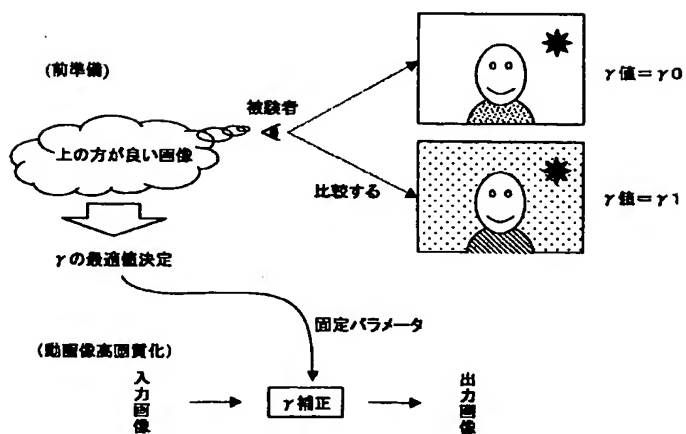 (前準備)
被験者
上の方が良い画像
比較する
γ値=γ0
γ値=γ1
γの最適値決定
固定パラメータ
(動画像高画質化)
入力画像
γ補正
出力画像